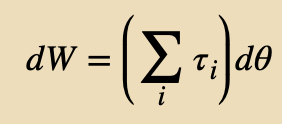 dW = (∑_i τ_i) dθ